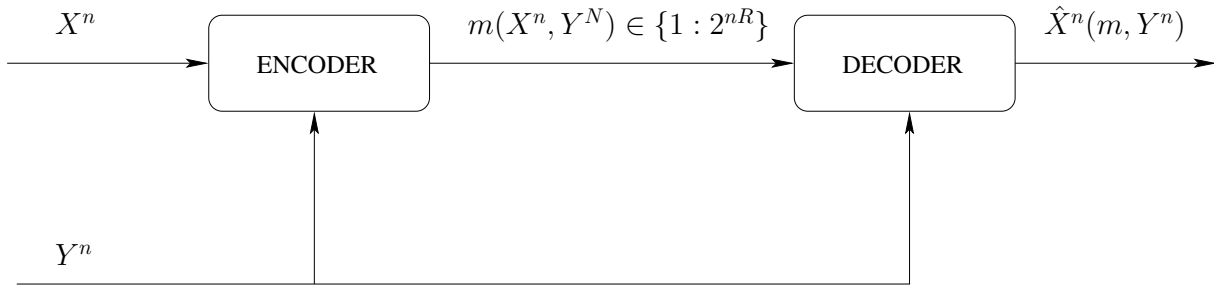 X^n
m(X^n, Y^N) ∈ {1 : 2^{nR}}
X̂^n(m, Y^n)
ENCODER
DECODER
Y^n